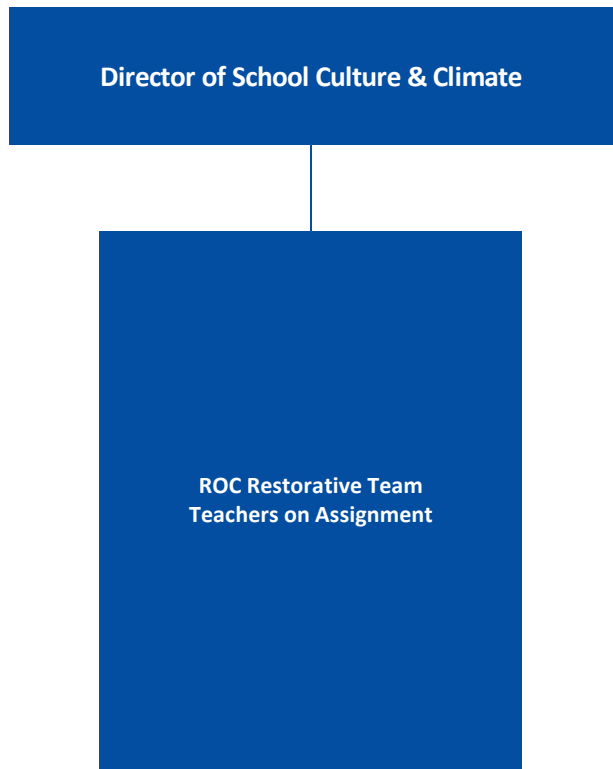 Director of School Culture & Climate
ROC Restorative Team
Teachers on Assignment